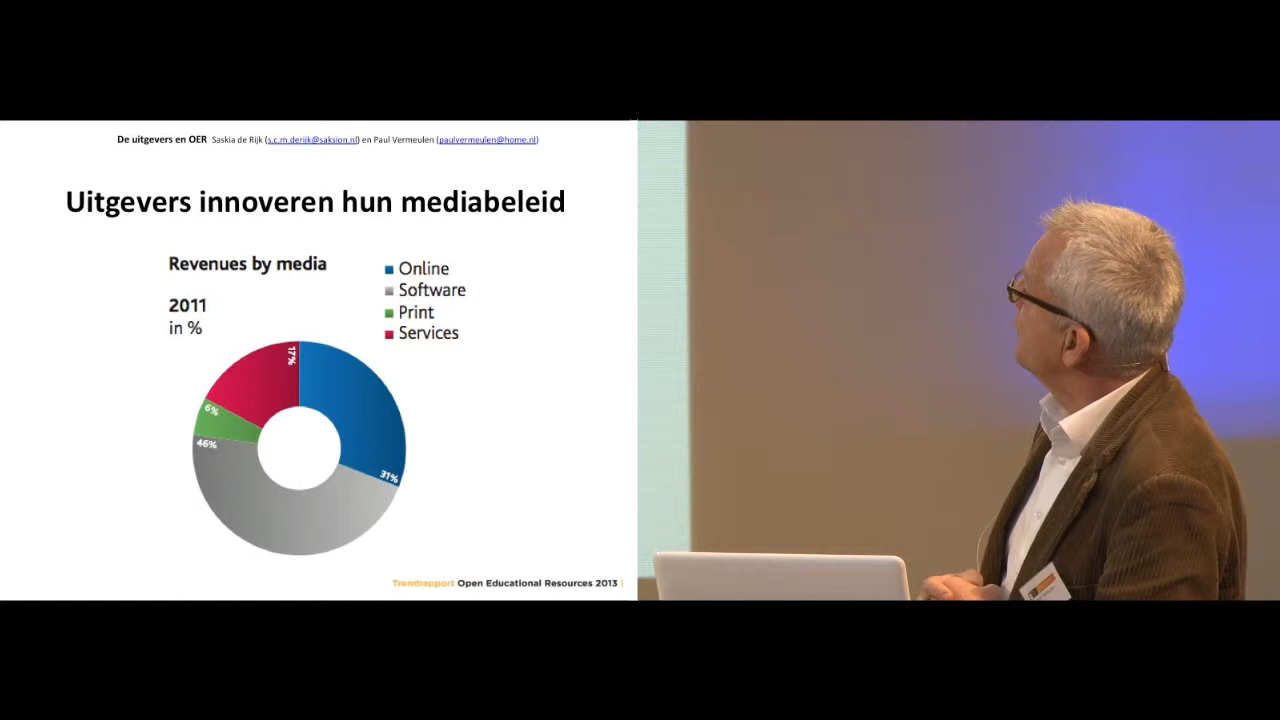 De uitgevers en OER Saskia de Rijk (s.c.m.derijk@saksion.nl) en Paul Vermeulen (paulvermeulen@home.nl)
Uitgevers innoveren hun mediabeleid
Revenues by media
2011
in %
Online
Software
Print
Services
17%
6%
46%
31%
Trendrapport Open Educational Resources 2013